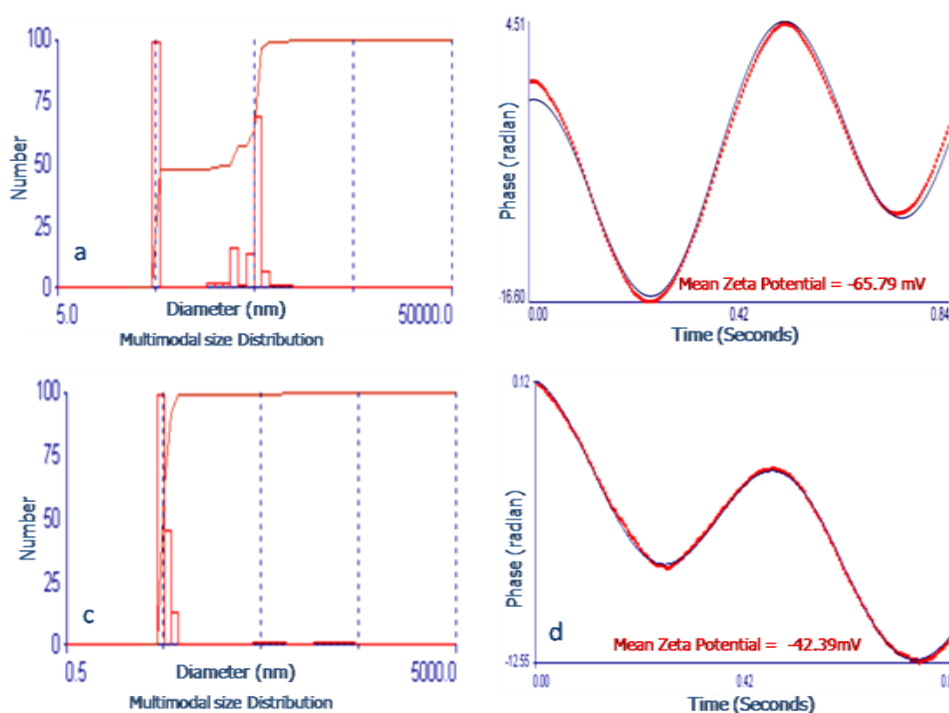 100
75
50
25
0
Number
a
5.0
50000.0
Diameter (nm)
Multimodal size Distribution
4.51
Phase (radian)
-16.60
Mean Zeta Potential = -65.79 mV
0.00
0.42
0.84
Time (Seconds)
100
75
50
25
0
Number
c
0.5
5000.0
Diameter (nm)
Multimodal size Distribution
0.12
Phase (radian)
d
-12.55
Mean Zeta Potential = -42.39mV
0.00
0.42
Time (Seconds)